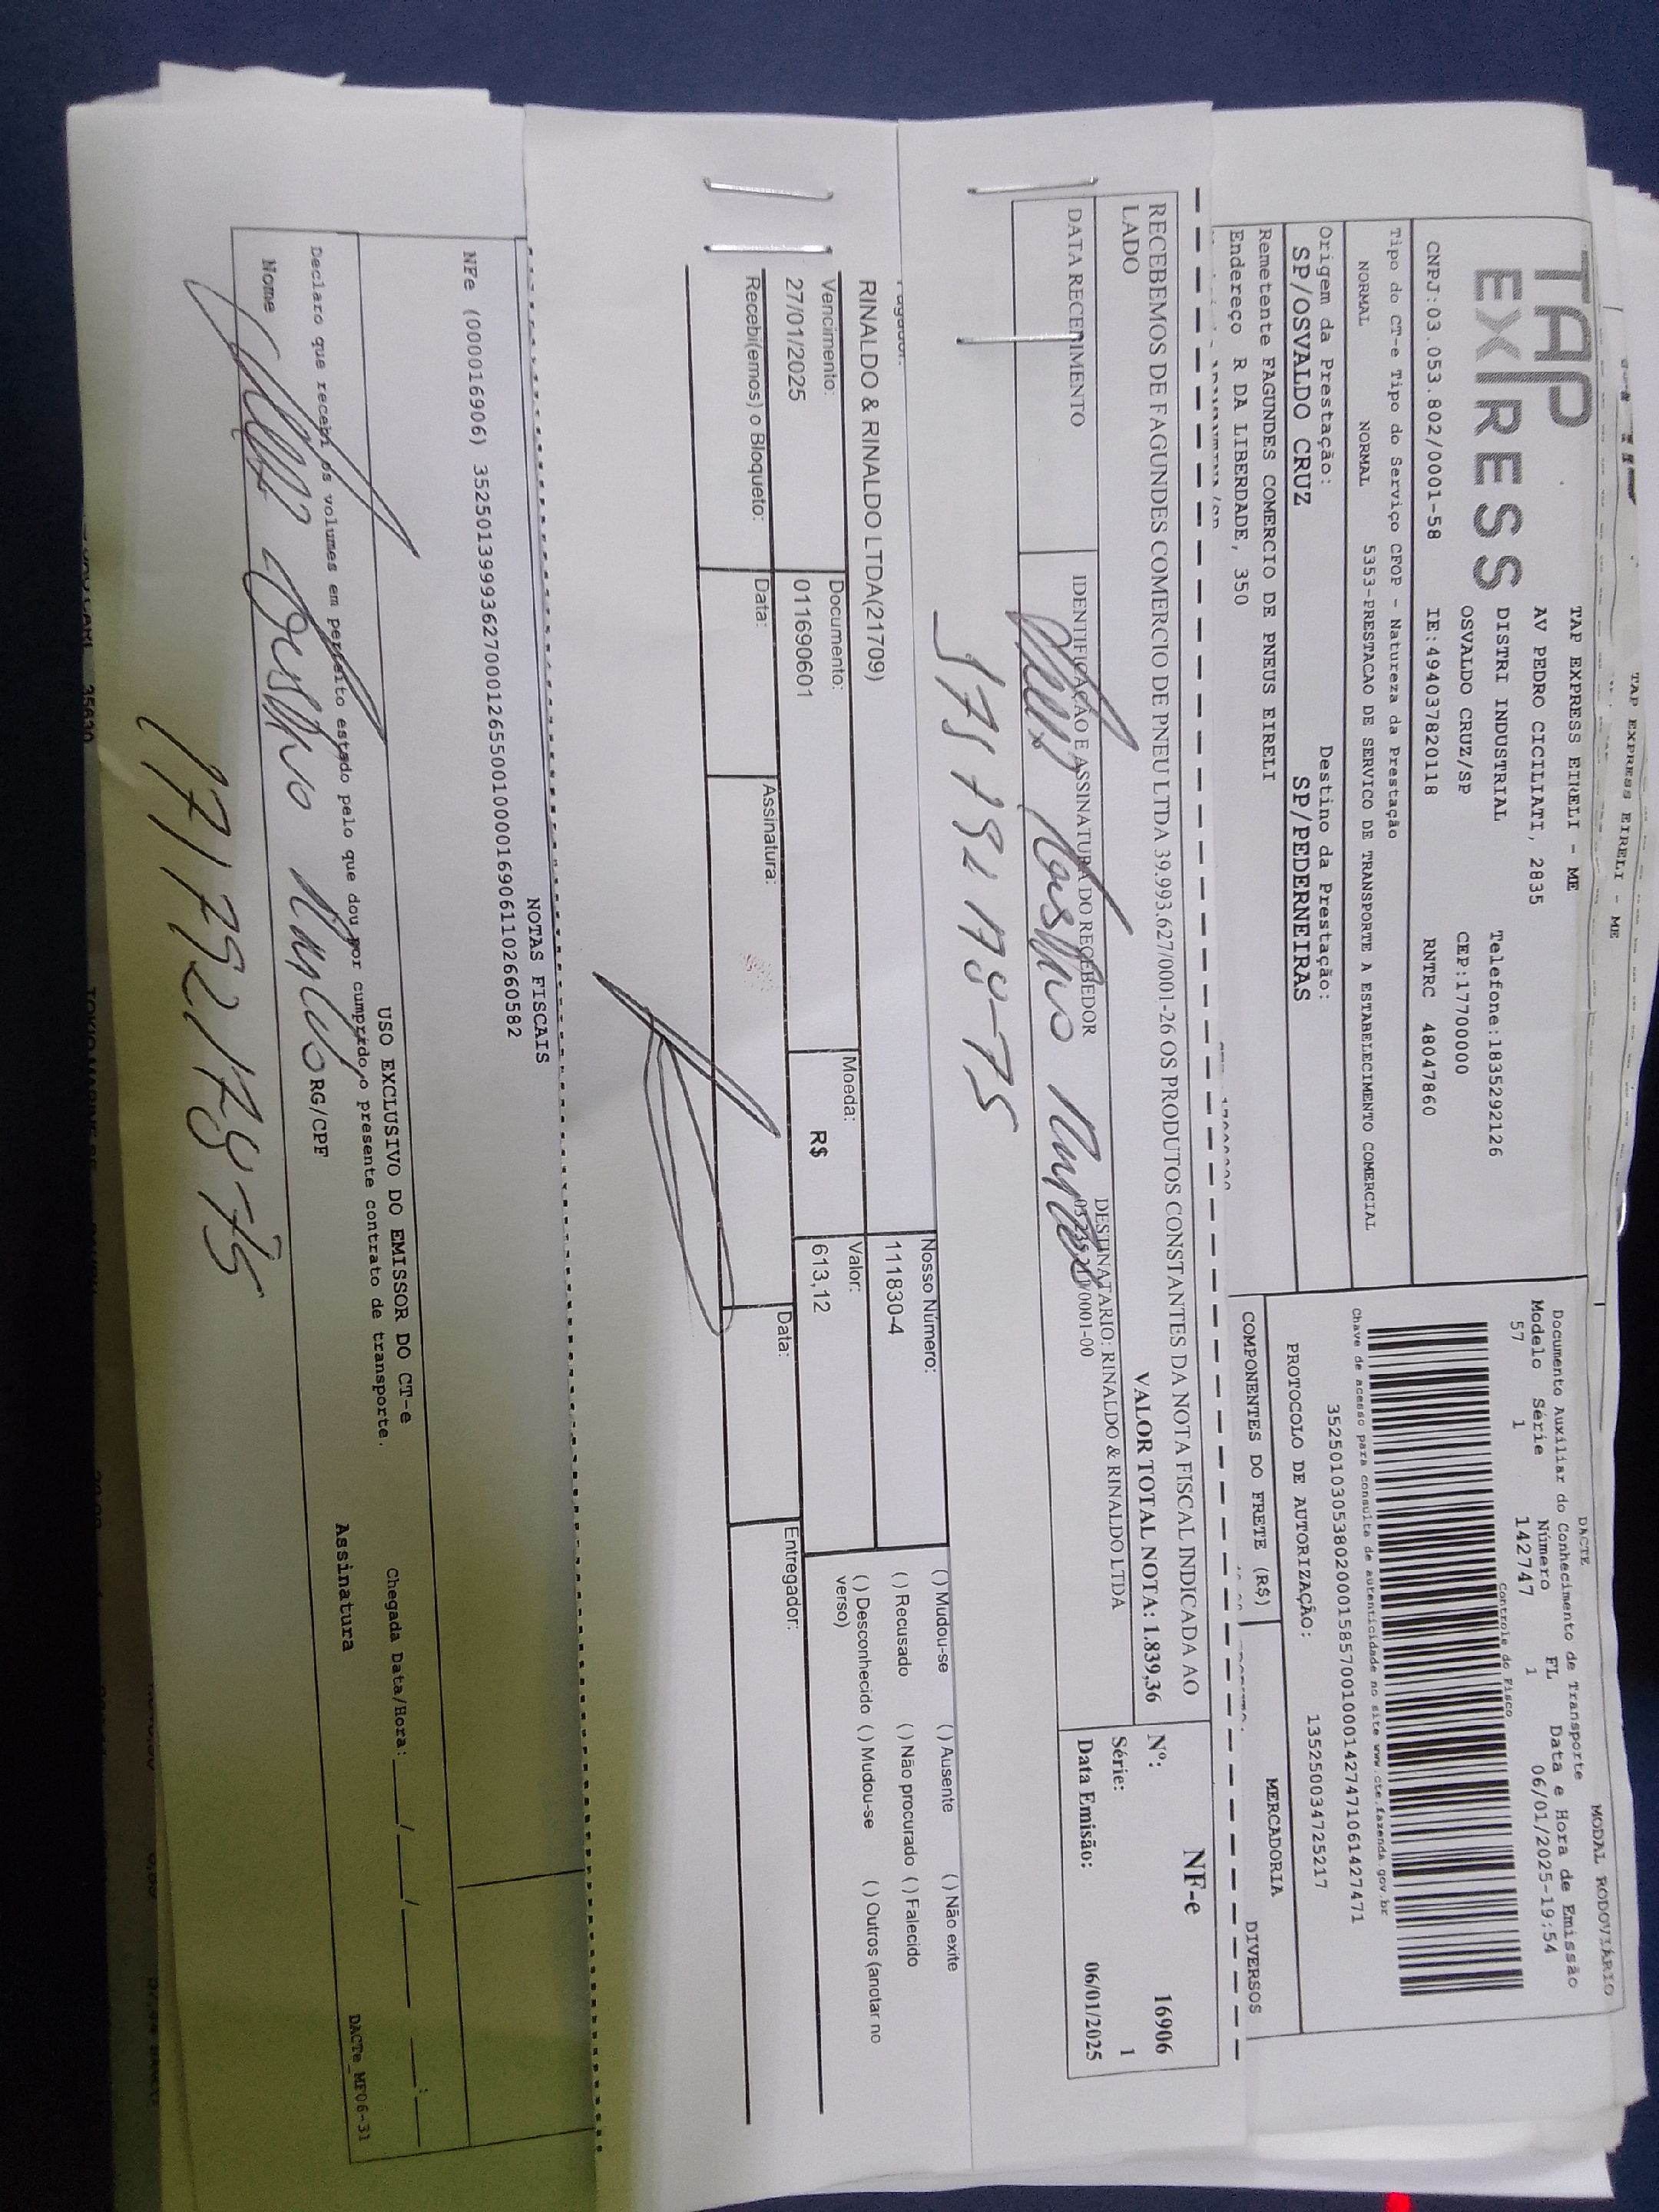 TAP EXPRESS EIRELI - ME
MODAL RODOVIÁRIO
TAP
EXPRESS
TAP EXPRESS EIRELI - ME
AV PEDRO CICILIATI, 2835
DISTRI INDUSTRIAL
Telefone:1835292126
OSVALDO CRUZ/SP
CEP:17700000
CNPJ:03.053.802/0001-58
IE:494037820118
RNTRC 48047860
DACTE
Documento Auxiliar do Conhecimento de Transporte
Modelo Série Número FL Data e Hora de Emissão
57 1 142747 1 06/01/2025-19:54
Controle do Fisco
Chave de acesso para consulta de autenticidade no site www.cte.fazenda.gov.br
35250103053802000158570010001427471061427471
Tipo do CT-e Tipo do Serviço CFOP - Natureza da Prestação
NORMAL NORMAL 5353-PRESTACAO DE SERVICO DE TRANSPORTE A ESTABELECIMENTO COMERCIAL
PROTOCOLO DE AUTORIZAÇÃO: 135250034725217
Origem da Prestação:
SP/OSVALDO CRUZ
Destino da Prestação:
SP/PEDERNEIRAS
Remetente FAGUNDES COMERCIO DE PNEUS EIRELI
Endereço R DA LIBERDADE, 350
COMPONENTES DO FRETE (R$)
MERCADORIA
DIVERSOS
RECEBEMOS DE FAGUNDES COMERCIO DE PNEU LTDA 39.993.627/0001-26 OS PRODUTOS CONSTANTES DA NOTA FISCAL INDICADA AO
LADO
VALOR TOTAL NOTA: 1.839,36
NF-e
Nº: 16906
Série: 1
Data Emisão: 06/01/2025
DATA RECEBIMENTO
IDENTIFICAÇÃO E ASSINATURA DO RECEBEDOR
DESTINATARIO: RINALDO & RINALDO LTDA
/0001-00
RINALDO & RINALDO LTDA(21709)
Nosso Número:
111830-4
Vencimento:
27/01/2025
Documento:
011690601
Moeda:
R$
Valor:
613,12
Recebi(emos) o Bloqueto:
Data:
Assinatura:
Data:
Entregador:
( ) Mudou-se ( ) Ausente ( ) Não exite
( ) Recusado ( ) Não procurado ( ) Falecido
( ) Desconhecido ( ) Mudou-se ( ) Outros (anotar no
verso)
NOTAS FISCAIS
NFe (000016906) 35250139993627000126550010000169061102660582
USO EXCLUSIVO DO EMISSOR DO CT-e
Declaro que recebi os volumes em perfeito estado pelo que dou por cumprido o presente contrato de transporte.
Chegada Data/Hora:
Nome
RG/CPF
Assinatura
DACTe_MF06-31